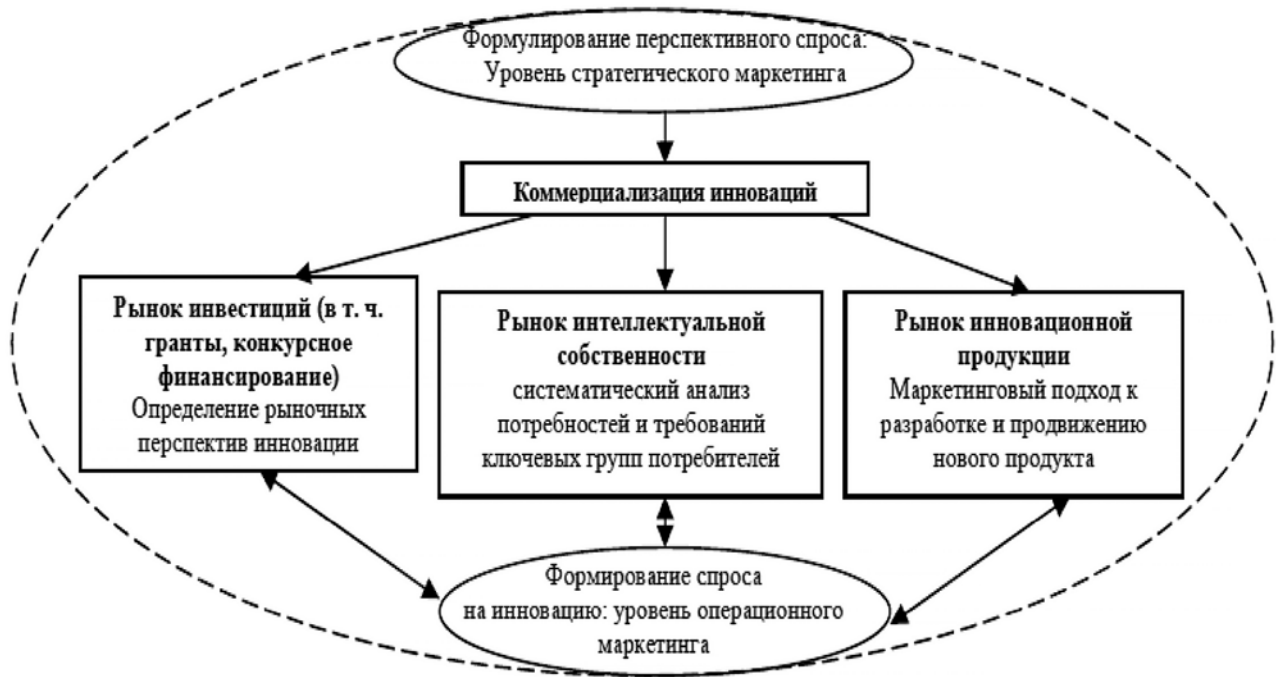 Формулирование перспективного спроса:
Уровень стратегического маркетинга
Коммерциализация инноваций
Рынок инвестиций (в т. ч.
гранты, конкурсное
финансирование)
Определение рыночных
перспектив инновации
Рынок интеллектуальной
собственности
систематический анализ
потребностей и требований
ключевых групп потребителей
Рынок инновационной
продукции
Маркетинговый подход к
разработке и продвижению
нового продукта
Формирование спроса
на инновацию: уровень операционного
маркетинга